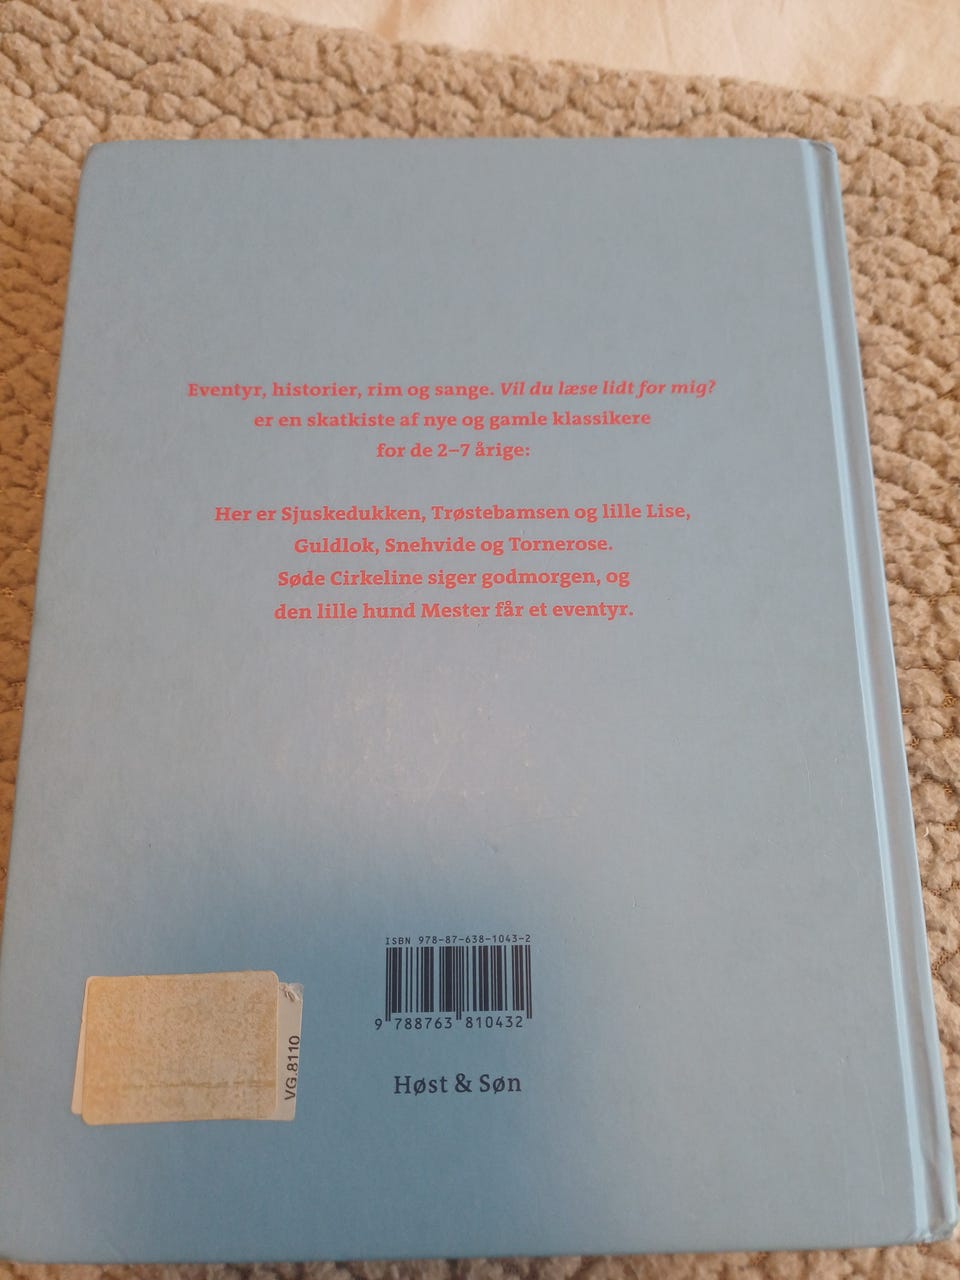 Eventyr, historier, rim og sange. Vil du læse lidt for mig?
er en skatkiste af nye og gamle klassikere
for de 2–7 årige:
Her er Sjuskedukken, Trøstebamsen og lille Lise,
Guldlok, Snehvide og Tornerose.
Søde Cirkeline siger godmorgen, og
den lille hund Mester får et eventyr.
ISBN 978-87-638-1043-2
9 788763 810432
VG.8110
Høst & Søn